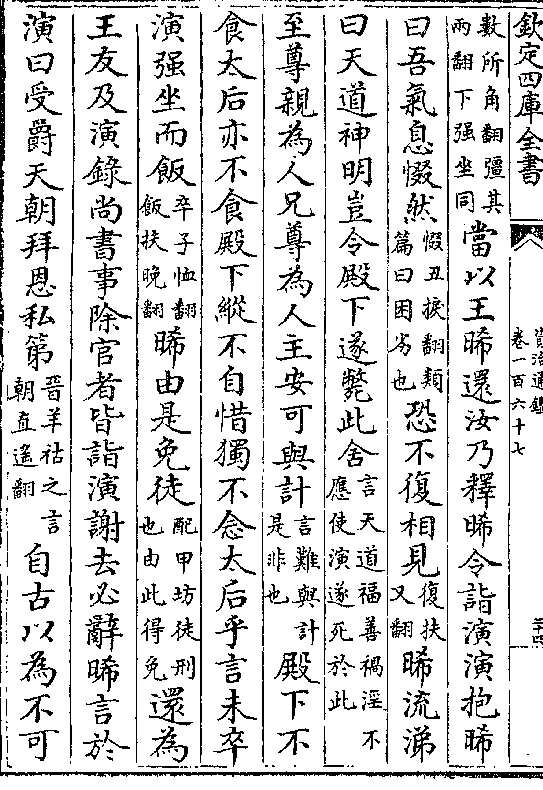 欽定四庫全書
資治通鑑
卷一百六十七
數所角翻彊其兩翻下强坐同當以王晞還汝乃釋晞令詣演演抱晞
曰吾氣息惙然惙丑捩翻類篇曰困劣也恐不復相見復扶又翻晞流涕
曰天道神明豈令殿下遂斃此舍言天道福善禍淫不應使演遂死於此
至尊親為人兄尊為人主安可與計言難與計是非也殿下不
食太后亦不食殿下縱不自惜獨不念太后乎言未卒
演强坐而飯卒子恤翻飯扶晚翻晞由是免徒配甲坊徒刑也由此得免還為
王友及演錄尚書事除官者皆詣演謝去必辭晞言於
演曰受爵天朝拜恩私第晉羊祜之言朝直遥翻自古以為不可